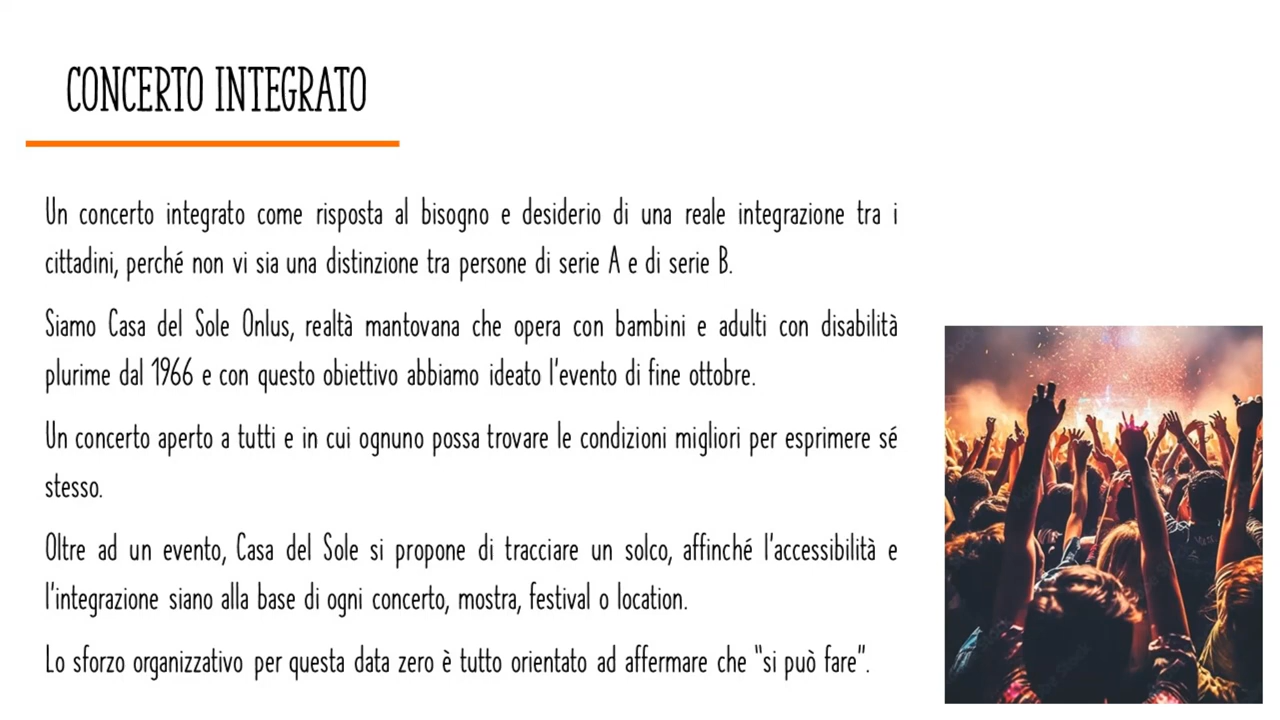 CONCERTO INTEGRATO
Un concerto integrato come risposta al bisogno e desiderio di una reale integrazione tra i
cittadini, perché non vi sia una distinzione tra persone di serie A e di serie B.
Siamo Casa del Sole Onlus, realtà mantovana che opera con bambini e adulti con disabilità
plurime dal 1966 e con questo obiettivo abbiamo ideato l'evento di fine ottobre.
Un concerto aperto a tutti e in cui ognuno possa trovare le condizioni migliori per esprimere sé
stesso.
Oltre ad un evento, Casa del Sole si propone di tracciare un solco, affinché l'accessibilità e
l'integrazione siano alla base di ogni concerto, mostra, festival o location.
Lo sforzo organizzativo per questa data zero è tutto orientato ad affermare che "si può fare".